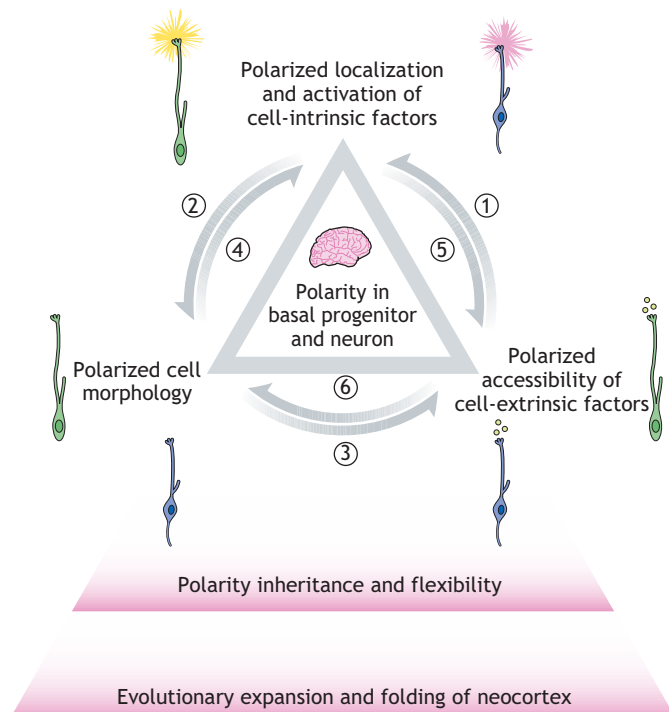 Polarized localization
and activation of
cell-intrinsic factors
②
①
④
⑤
Polarity in
basal progenitor
and neuron
Polarized cell
morphology
Polarized
accessibility of
cell-extrinsic factors
⑥
③
Polarity inheritance and flexibility
Evolutionary expansion and folding of neocortex